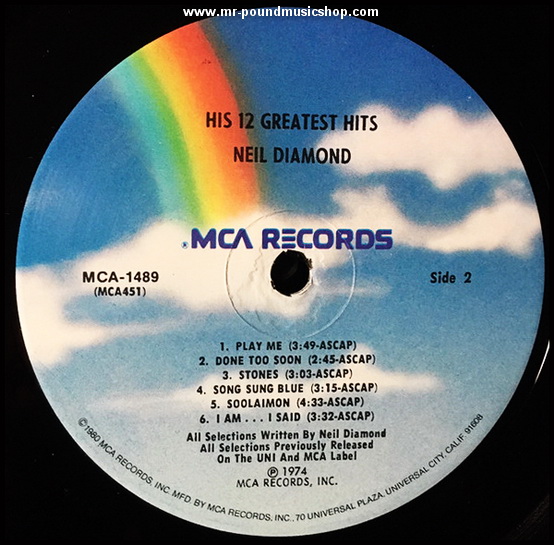 www.mr-poundmusicshop.com
HIS 12 GREATEST HITS
NEIL DIAMOND
® MCA RECORDS
MCA-1489
(MCA451)
Side 2
1. PLAY ME (3:49-ASCAP)
2. DONE TOO SOON (2:45-ASCAP)
3. STONES (3:03-ASCAP)
4. SONG SUNG BLUE (3:15-ASCAP)
5. SOOLAIMON (4:33-ASCAP)
6. I AM . . . I SAID (3:32-ASCAP)
All Selections Written By Neil Diamond
All Selections Previously Released
On The UNI And MCA Label
℗ 1974
MCA RECORDS, INC.
©1980 MCA RECORDS, INC. MFD. BY MCA RECORDS, INC., 70 UNIVERSAL PLAZA, UNIVERSAL CITY, CALIF. 91608